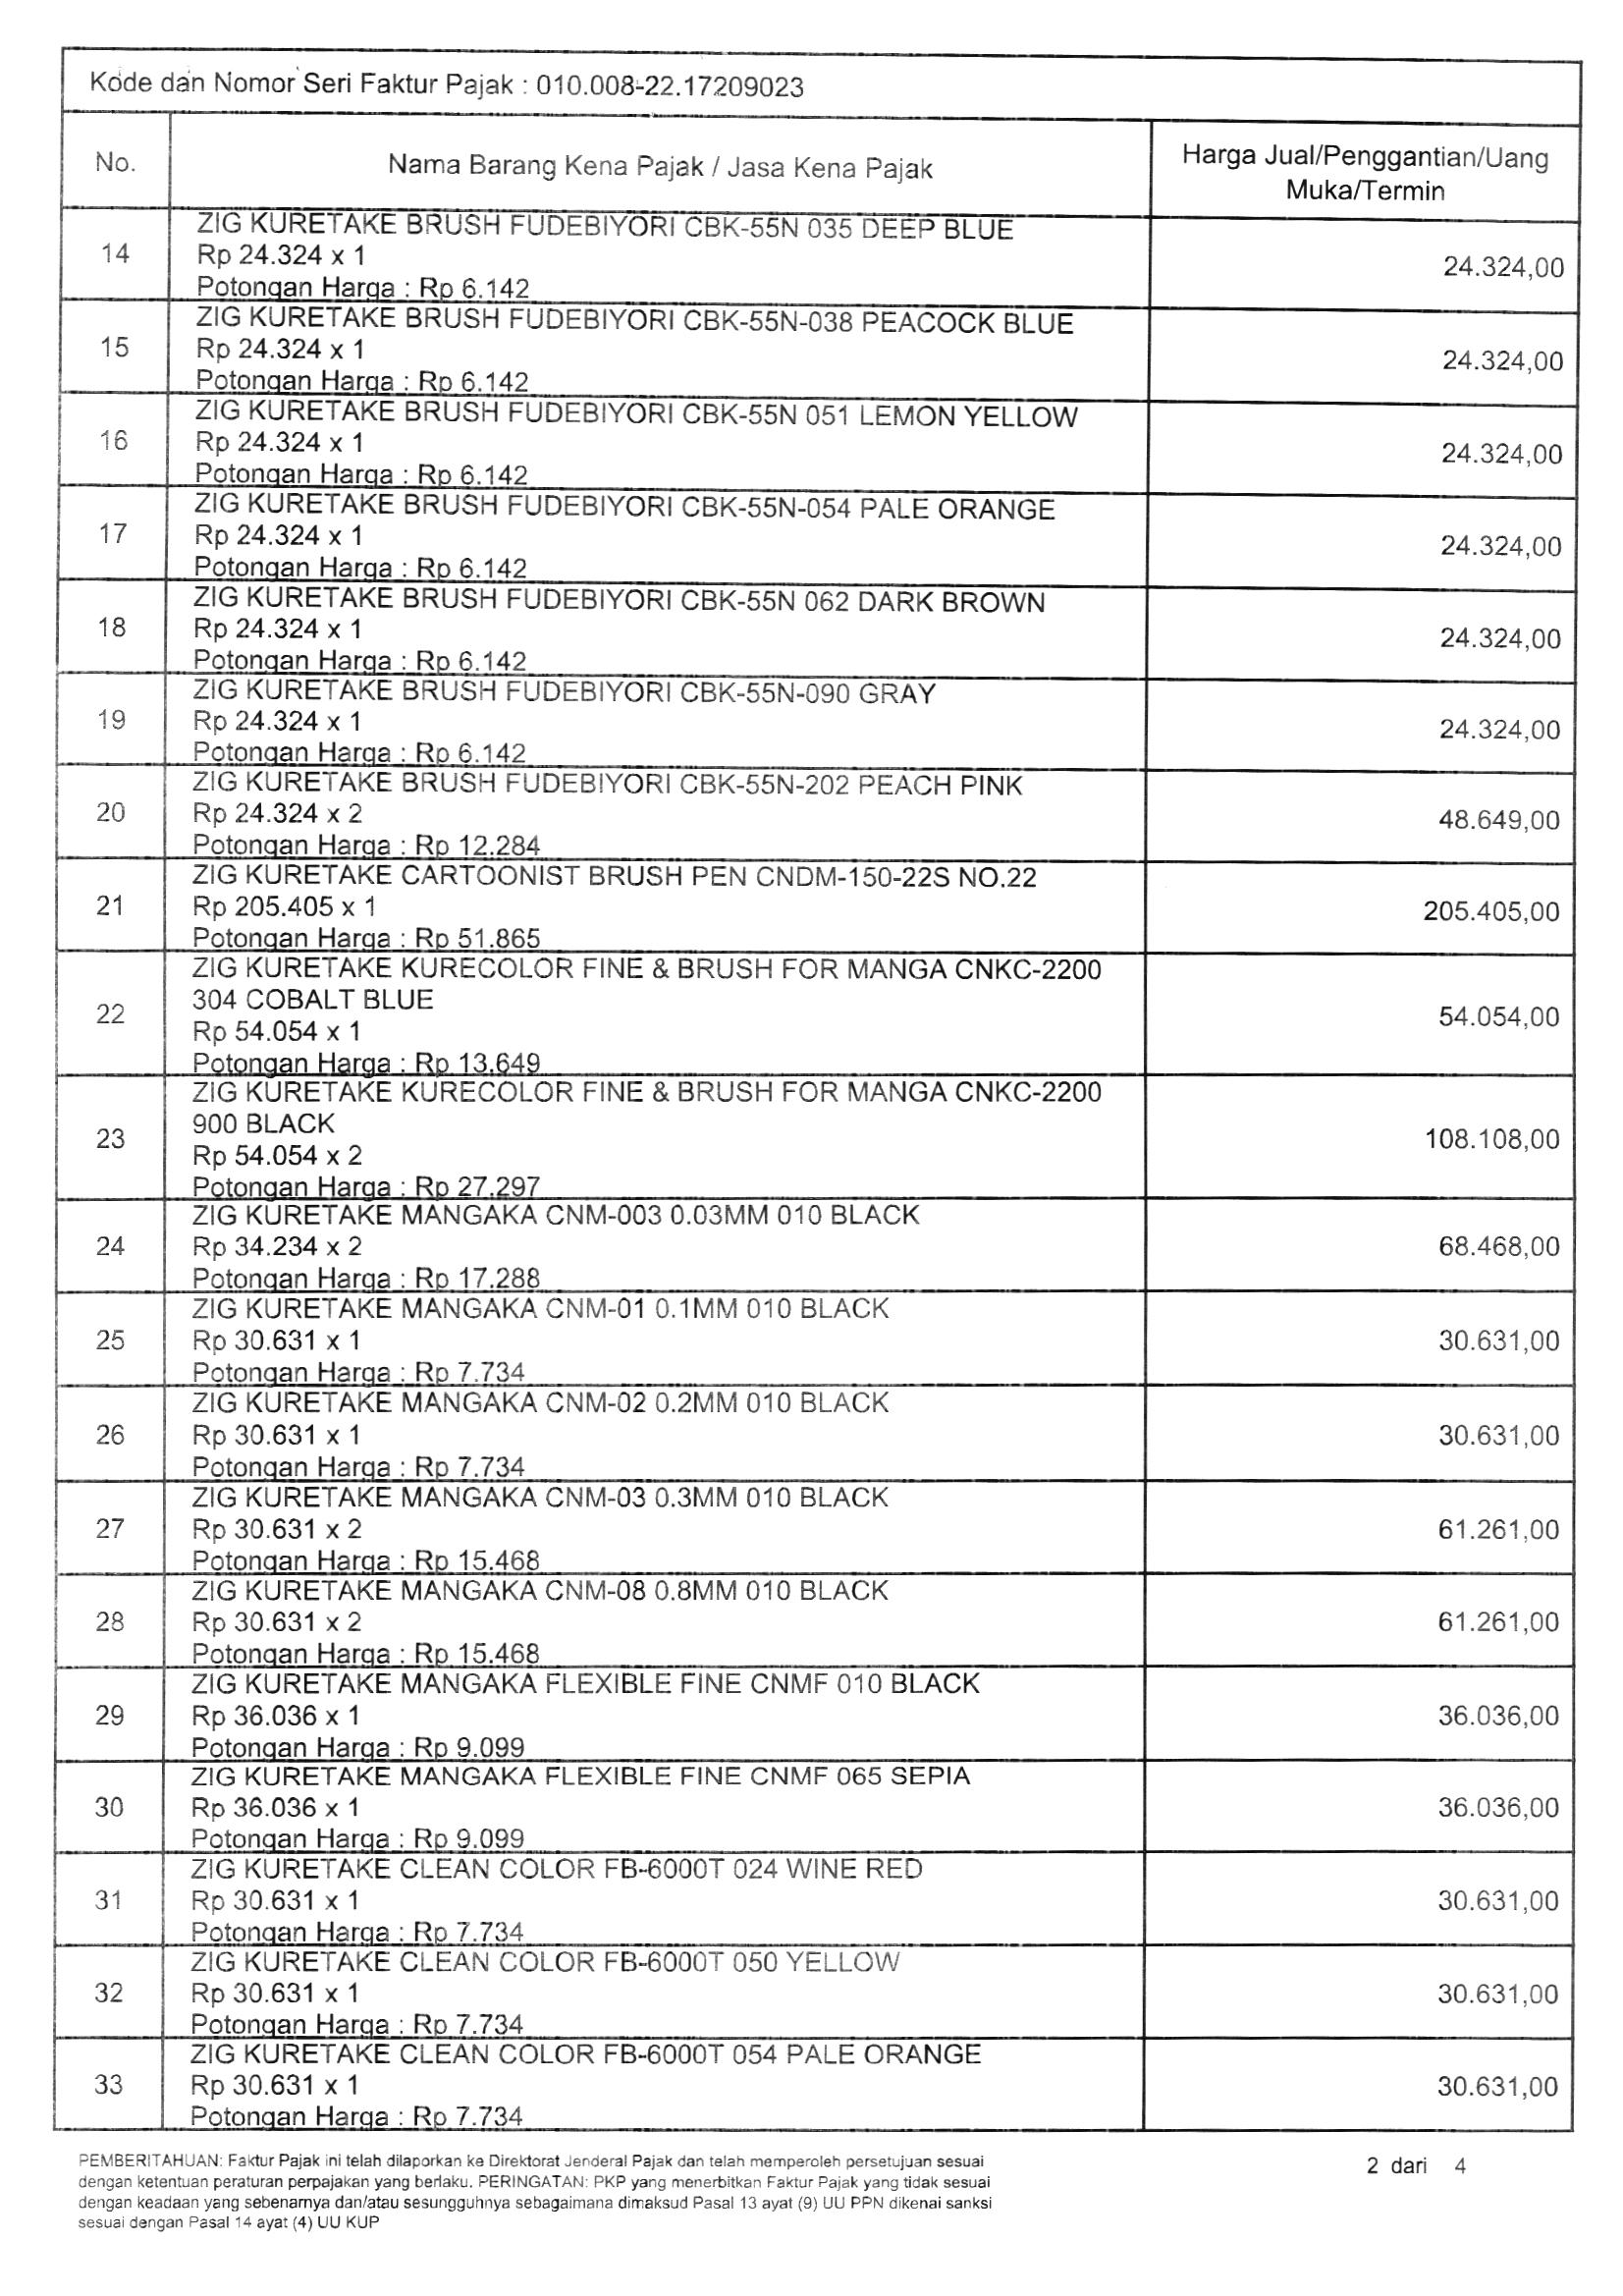 Kode dan Nomor Seri Faktur Pajak : 010.008-22.17209023
No.
Nama Barang Kena Pajak / Jasa Kena Pajak
Harga Jual/Penggantian/Uang
Muka/Termin
14
ZIG KURETAKE BRUSH FUDEBIYORI CBK-55N 035 DEEP BLUE
Rp 24.324 x 1
Potongan Harga : Rp 6.142
24.324,00
15
ZIG KURETAKE BRUSH FUDEBIYORI CBK-55N-038 PEACOCK BLUE
Rp 24.324 x 1
Potongan Harga : Rp 6.142
24.324,00
16
ZIG KURETAKE BRUSH FUDEBIYORI CBK-55N 051 LEMON YELLOW
Rp 24.324 x 1
Potongan Harga : Rp 6.142
24.324,00
17
ZIG KURETAKE BRUSH FUDEBIYORI CBK-55N-054 PALE ORANGE
Rp 24.324 x 1
Potongan Harga : Rp 6.142
24.324,00
18
ZIG KURETAKE BRUSH FUDEBIYORI CBK-55N 062 DARK BROWN
Rp 24.324 x 1
Potongan Harga : Rp 6.142
24.324,00
19
ZIG KURETAKE BRUSH FUDEBIYORI CBK-55N-090 GRAY
Rp 24.324 x 1
Potongan Harga : Rp 6.142
24.324,00
20
ZIG KURETAKE BRUSH FUDEBIYORI CBK-55N-202 PEACH PINK
Rp 24.324 x 2
Potongan Harga : Rp 12.284
48.649,00
21
ZIG KURETAKE CARTOONIST BRUSH PEN CNDM-150-22S NO.22
Rp 205.405 x 1
Potongan Harga : Rp 51.865
205.405,00
22
ZIG KURETAKE KURECOLOR FINE & BRUSH FOR MANGA CNKC-2200
304 COBALT BLUE
Rp 54.054 x 1
Potongan Harga : Rp 13.649
54.054,00
23
ZIG KURETAKE KURECOLOR FINE & BRUSH FOR MANGA CNKC-2200
900 BLACK
Rp 54.054 x 2
Potongan Harga : Rp 27.297
108.108,00
24
ZIG KURETAKE MANGAKA CNM-003 0.03MM 010 BLACK
Rp 34.234 x 2
Potongan Harga : Rp 17.288
68.468,00
25
ZIG KURETAKE MANGAKA CNM-01 0.1MM 010 BLACK
Rp 30.631 x 1
Potongan Harga : Rp 7.734
30.631,00
26
ZIG KURETAKE MANGAKA CNM-02 0.2MM 010 BLACK
Rp 30.631 x 1
Potongan Harga : Rp 7.734
30.631,00
27
ZIG KURETAKE MANGAKA CNM-03 0.3MM 010 BLACK
Rp 30.631 x 2
Potongan Harga : Rp 15.468
61.261,00
28
ZIG KURETAKE MANGAKA CNM-08 0.8MM 010 BLACK
Rp 30.631 x 2
Potongan Harga : Rp 15.468
61.261,00
29
ZIG KURETAKE MANGAKA FLEXIBLE FINE CNMF 010 BLACK
Rp 36.036 x 1
Potongan Harga : Rp 9.099
36.036,00
30
ZIG KURETAKE MANGAKA FLEXIBLE FINE CNMF 065 SEPIA
Rp 36.036 x 1
Potongan Harga : Rp 9.099
36.036,00
31
ZIG KURETAKE CLEAN COLOR FB-6000T 024 WINE RED
Rp 30.631 x 1
Potongan Harga : Rp 7.734
30.631,00
32
ZIG KURETAKE CLEAN COLOR FB-6000T 050 YELLOW
Rp 30.631 x 1
Potongan Harga : Rp 7.734
30.631,00
33
ZIG KURETAKE CLEAN COLOR FB-6000T 054 PALE ORANGE
Rp 30.631 x 1
Potongan Harga : Rp 7.734
30.631,00
PEMBERITAHUAN: Faktur Pajak ini telah dilaporkan ke Direktorat Jenderal Pajak dan telah memperoleh persetujuan sesuai
dengan ketentuan peraturan perpajakan yang berlaku. PERINGATAN: PKP yang menerbitkan Faktur Pajak yang tidak sesuai
dengan keadaan yang sebenarnya dan/atau sesungguhnya sebagaimana dimaksud Pasal 13 ayat (9) UU PPN dikenai sanksi
sesuai dengan Pasal 14 ayat (4) UU KUP
2 dari 4